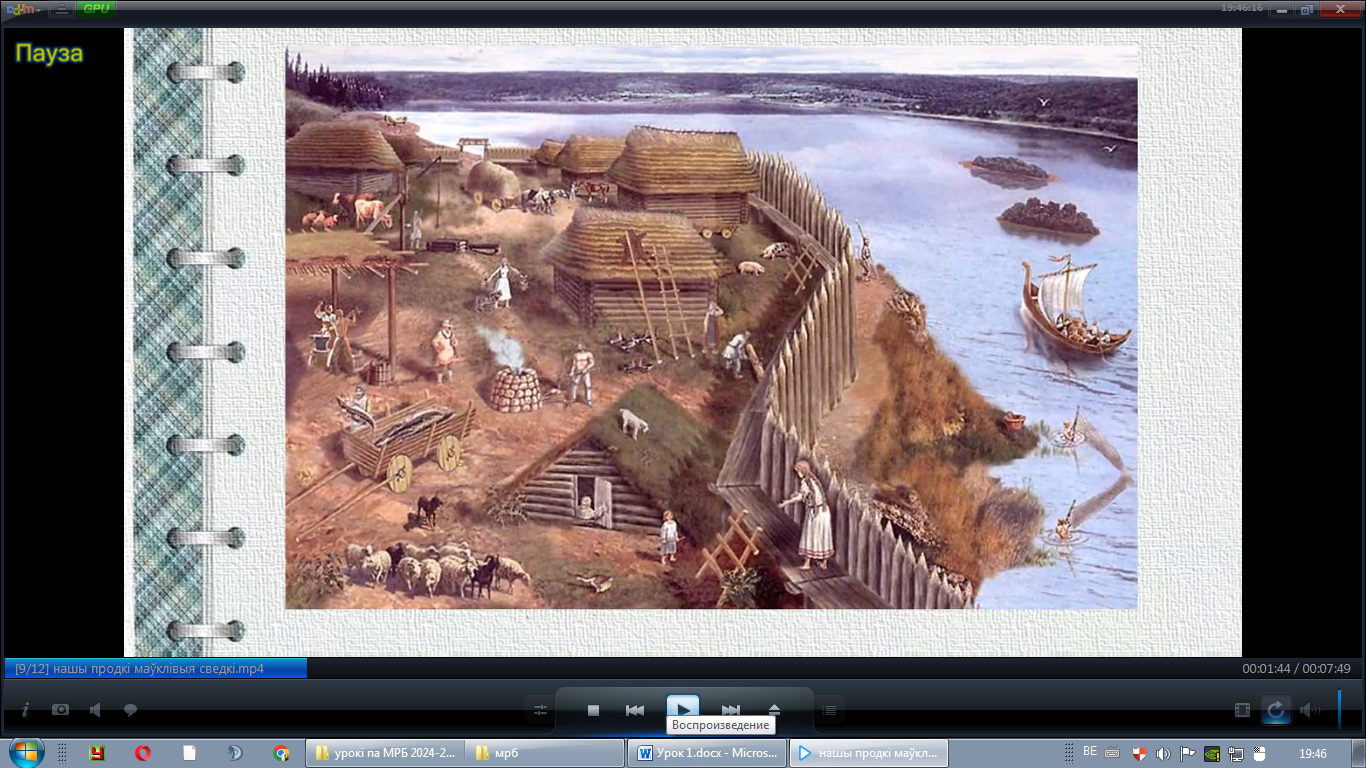 GPU
19:46:16
Пауза
[9/12] нашы продкі маўклівыя сведкі.mp4
00:01:44 / 00:07:49
Воспроизведение
урокі па МРБ 2024-2...
мрб
Урок 1.docx - Micros...
нашы продкі маўкл...
BE
19:46